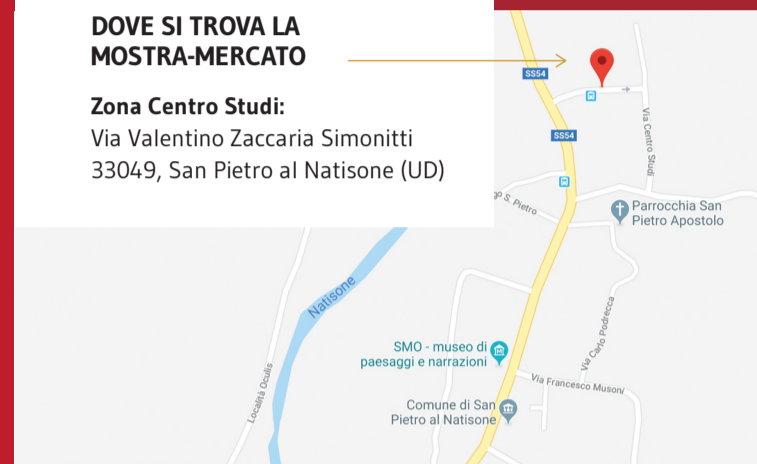 DOVE SI TROVA LA
MOSTRA-MERCATO
Zona Centro Studi:
Via Valentino Zaccaria Simonitti
33049, San Pietro al Natisone (UD)
SS54
SS54
Via Centro Studi
S. Pietro
Parrocchia San
Pietro Apostolo
Natisone
SMO - museo di
paesaggi e narrazioni
Via Carlo Podrecca
Via Francesco Musoni
Località Oculis
Comune di San
Pietro al Natisone